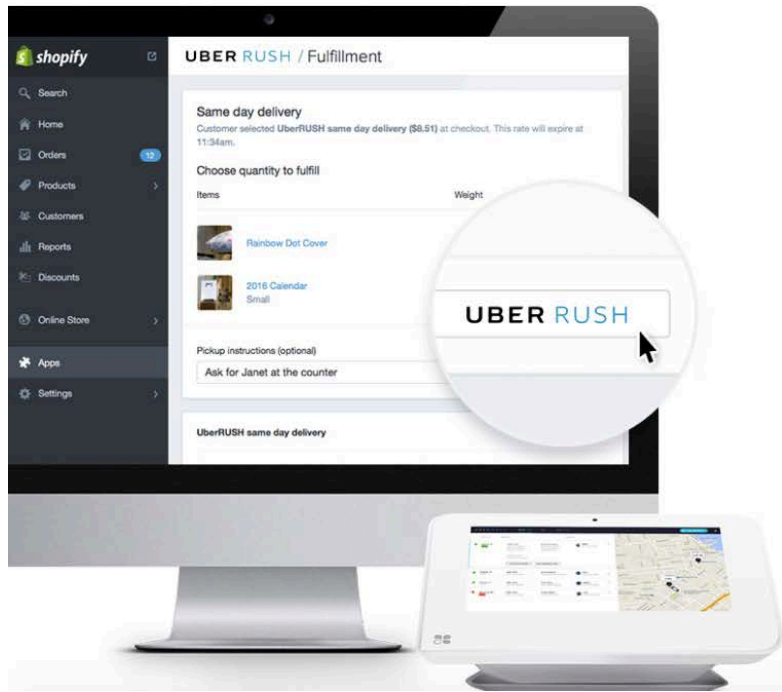 shopify
UBER RUSH / Fulfillment
Search
Home
Orders 12
Products
Customers
Reports
Discounts
Online Store
Apps
Settings
Same day delivery
Customer selected UberRUSH same day delivery ($8.51) at checkout. This rate will expire at
11:34am.
Choose quantity to fulfill
Items Weight
Rainbow Dot Cover
2016 Calendar
Small
Pickup instructions (optional)
Ask for Janet at the counter
UberRUSH same day delivery
UBER RUSH